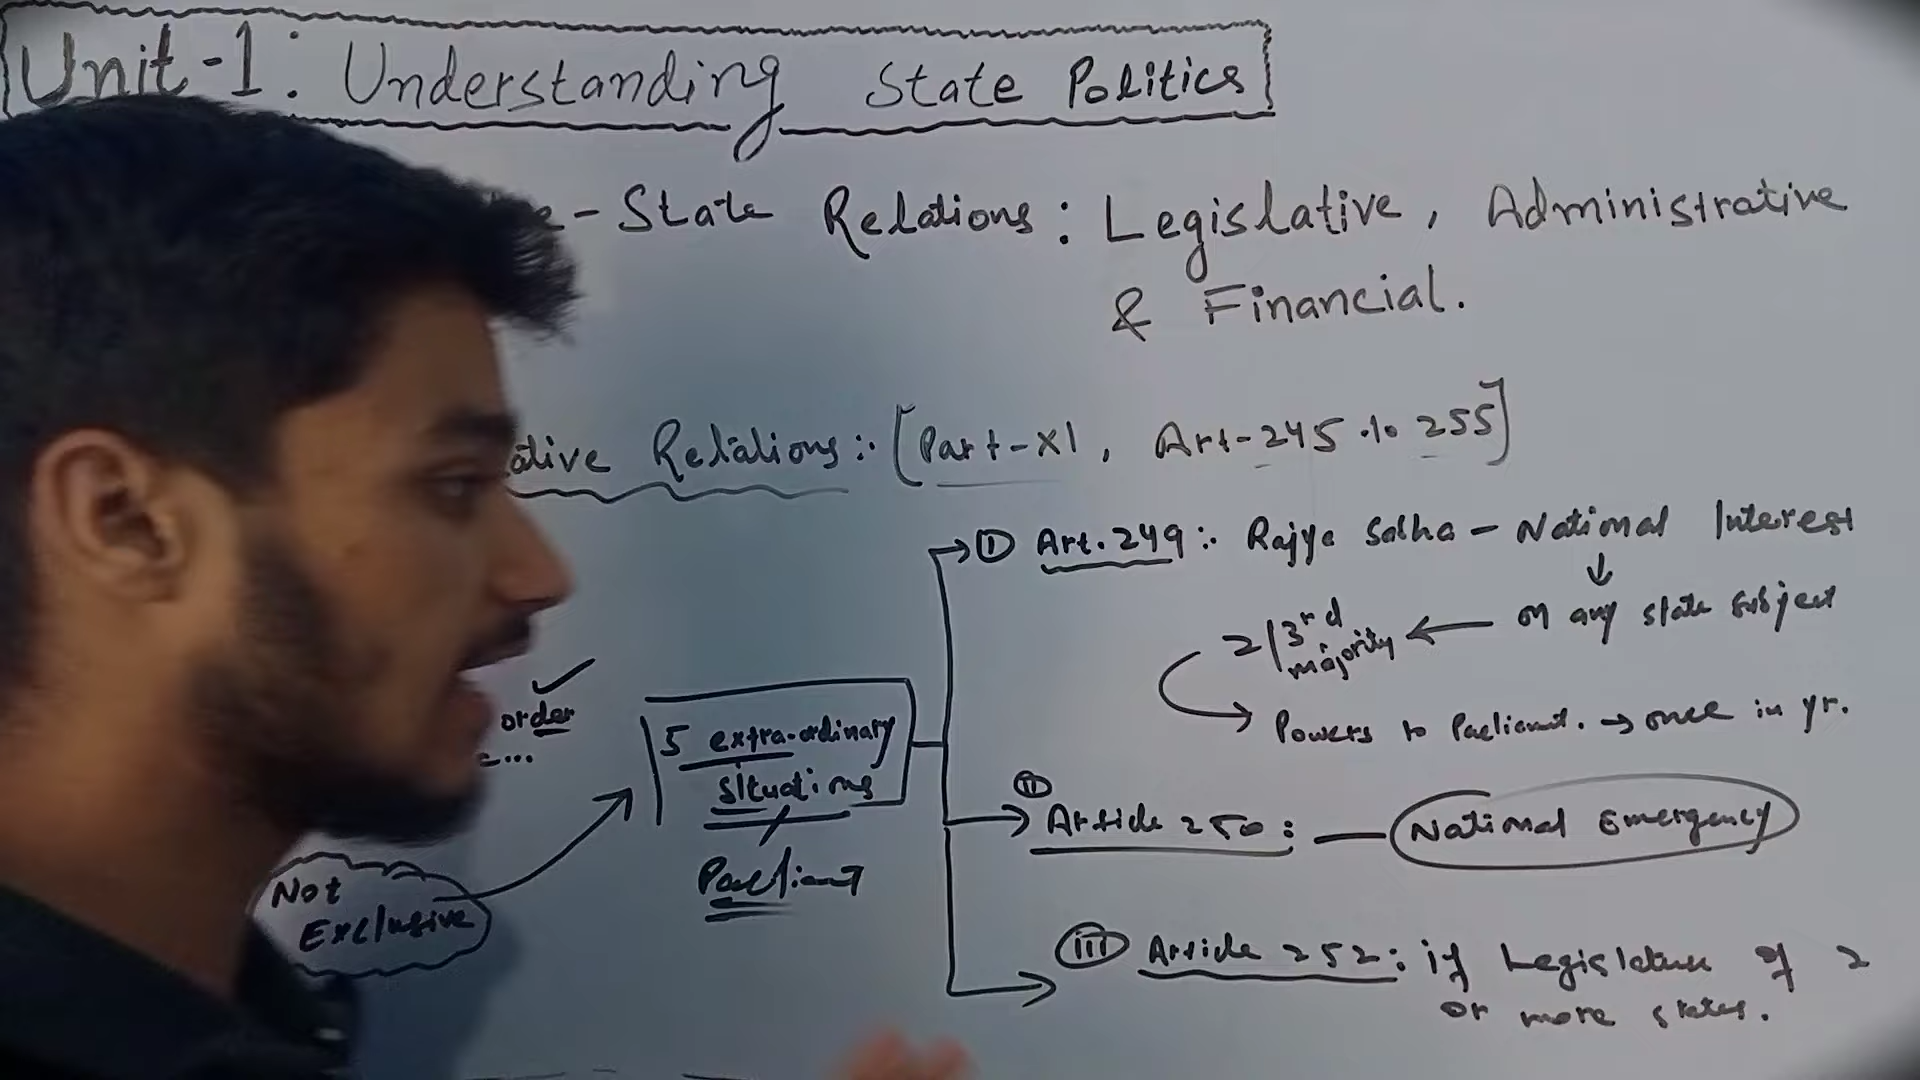 Unit-1: Understanding State Politics
e-State Relations: Legislative, Administrative
& Financial.
ative Relations:- [Part-XI, Art-245 to 255]
(I) Art. 249:- Rajya Sabha - National Interest
↓
2/3rd majority ← on any state subject
Powers to Parliament. → once in yr.
order
5 extra-ordinary
situations
Parliament
Not
Exclusive
(II)
Article 250: — National Emergency
(III) Article 252: if Legislature of 2
or more states.